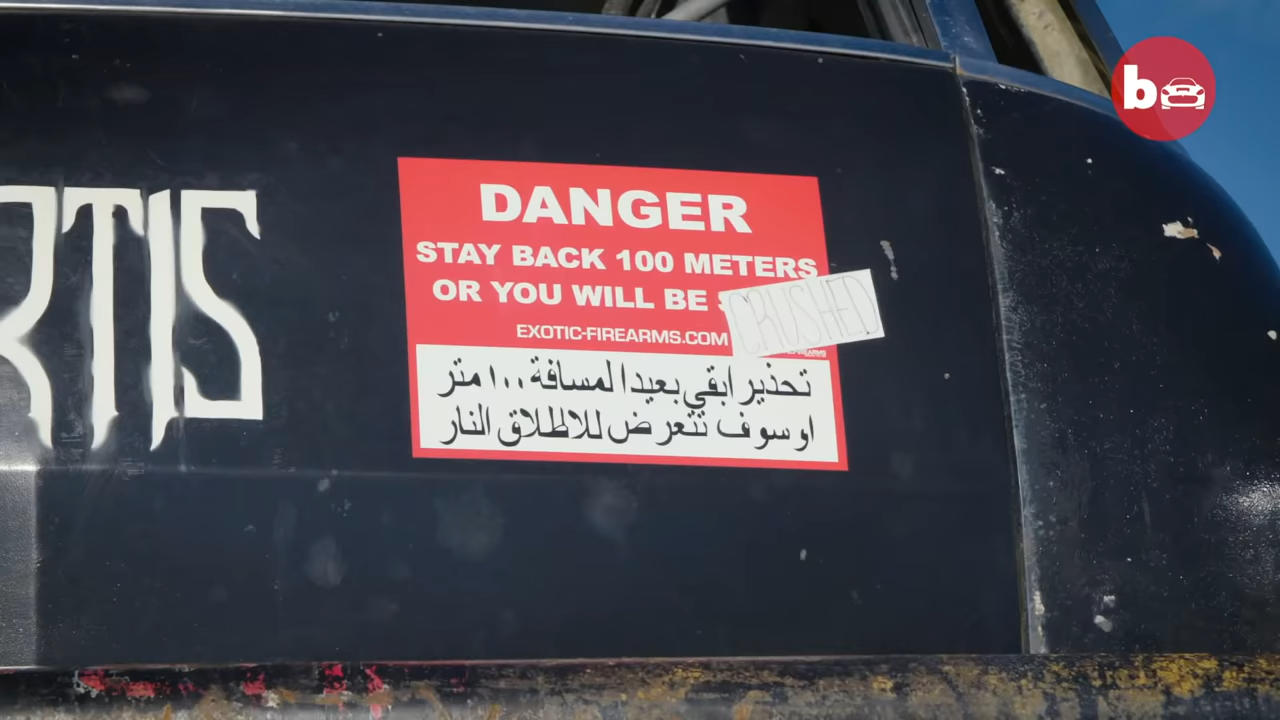 b
RTIS
DANGER
STAY BACK 100 METERS
OR YOU WILL BE CRUSHED
EXOTIC-FIREARMS.COM
تحذير ابقي بعيدا لمسافة ١٠٠ متر
او سوف تتعرض للاطلاق النار